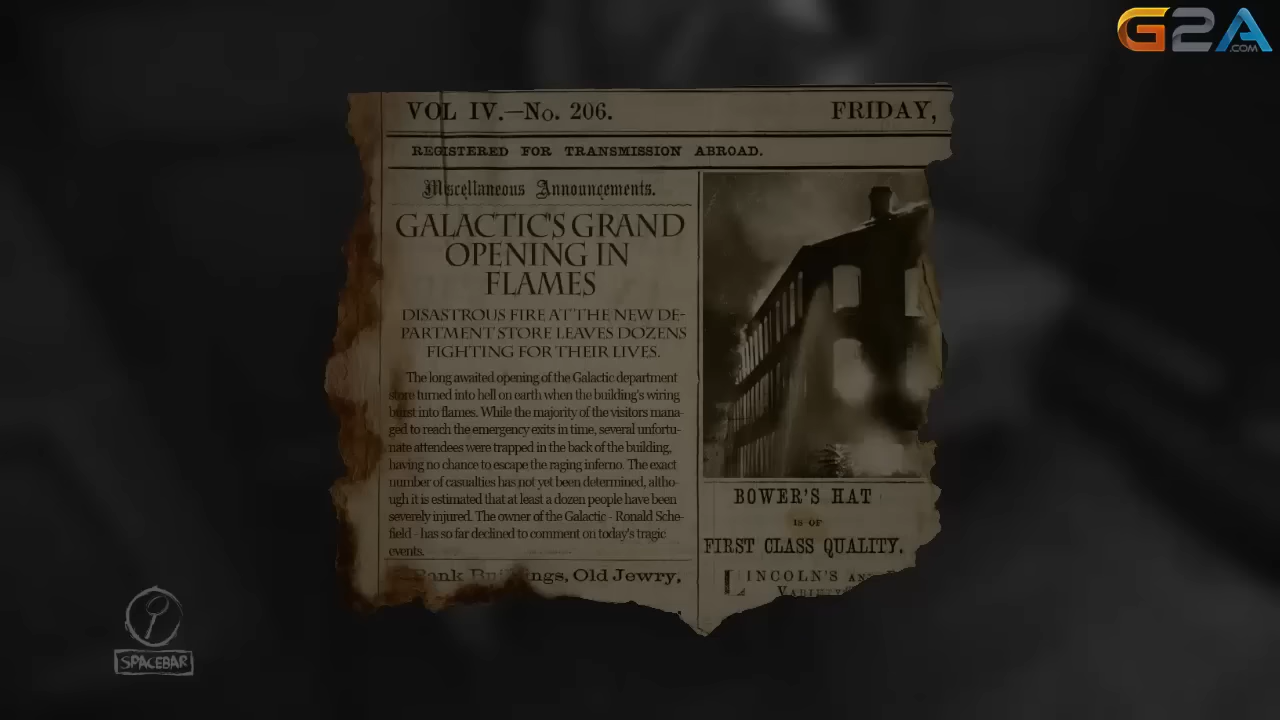 G2A
.COM
VOL IV.—No. 206.
FRIDAY,
REGISTERED FOR TRANSMISSION ABROAD.
Miscellaneous Announcements.
GALACTIC'S GRAND
OPENING IN
FLAMES
DISASTROUS FIRE AT THE NEW DE-
PARTMENT STORE LEAVES DOZENS
FIGHTING FOR THEIR LIVES.
The long awaited opening of the Galactic department
store turned into hell on earth when the building's wiring
burst into flames. While the majority of the visitors mana-
ged to reach the emergency exits in time, several unfortu-
nate attendees were trapped in the back of the building,
having no chance to escape the raging inferno. The exact
number of casualties has not yet been determined, altho-
ugh it is estimated that at least a dozen people have been
severely injured. The owner of the Galactic - Ronald Sche-
field - has so far declined to comment on today's tragic
events.
Bank Buildings, Old Jewry,
BOWER'S HAT
IS OF
FIRST CLASS QUALITY.
LINCOLN'S
SPACEBAR